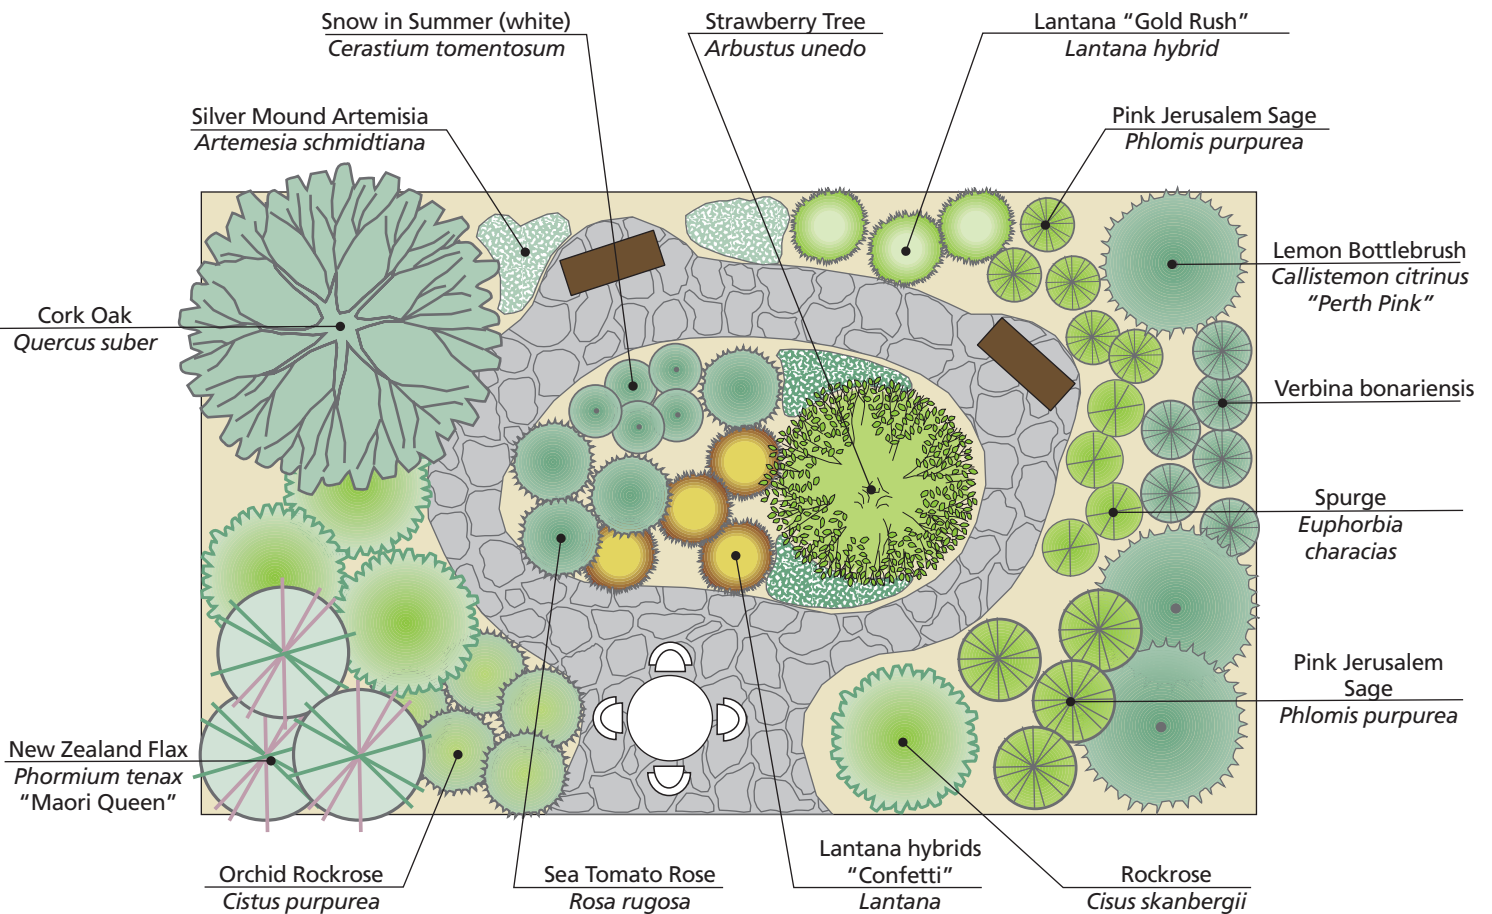 Snow in Summer (white)
Cerastium tomentosum
Strawberry Tree
Arbustus unedo
Lantana “Gold Rush”
Lantana hybrid
Silver Mound Artemisia
Artemesia schmidtiana
Pink Jerusalem Sage
Phlomis purpurea
Lemon Bottlebrush
Callistemon citrinus
“Perth Pink”
Cork Oak
Quercus suber
Verbina bonariensis
Spurge
Euphorbia
characias
Pink Jerusalem
Sage
Phlomis purpurea
New Zealand Flax
Phormium tenax
“Maori Queen”
Orchid Rockrose
Cistus purpurea
Sea Tomato Rose
Rosa rugosa
Lantana hybrids
“Confetti”
Lantana
Rockrose
Cisus skanbergii